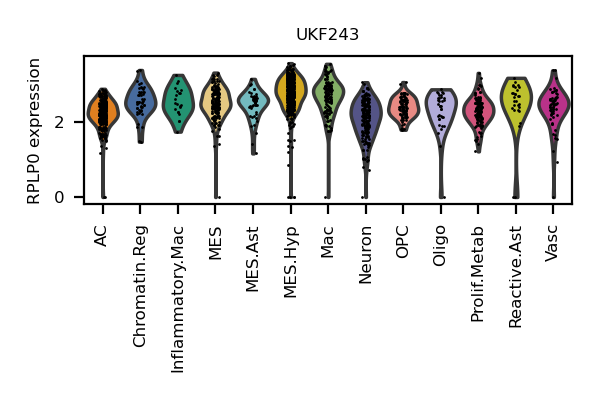 UKF243
RPLP0 expression
2
0
AC
Chromatin.Reg
Inflammatory.Mac
MES
MES.Ast
MES.Hyp
Mac
Neuron
OPC
Oligo
Prolif.Metab
Reactive.Ast
Vasc